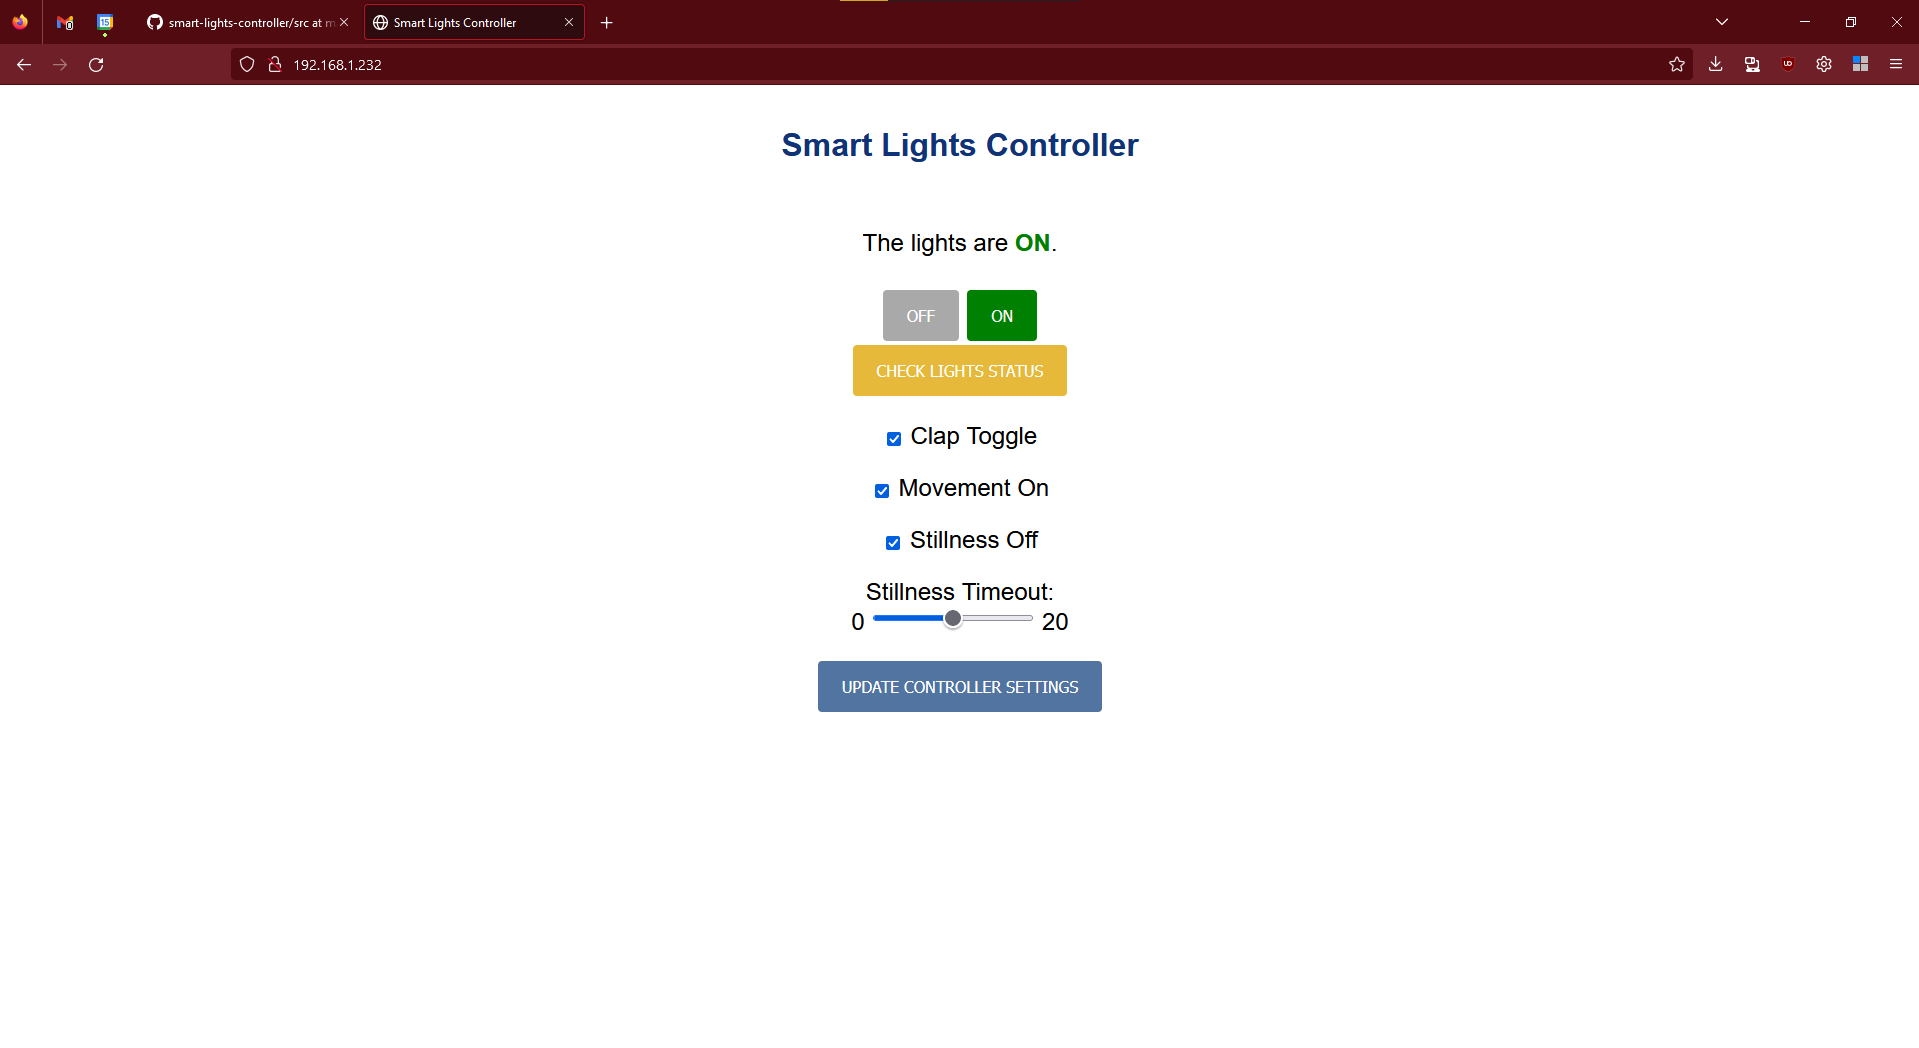 smart-lights-controller/src at m
Smart Lights Controller
192.168.1.232
Smart Lights Controller
The lights are ON.
OFF ON
CHECK LIGHTS STATUS
Clap Toggle
Movement On
Stillness Off
Stillness Timeout:
0 20
UPDATE CONTROLLER SETTINGS